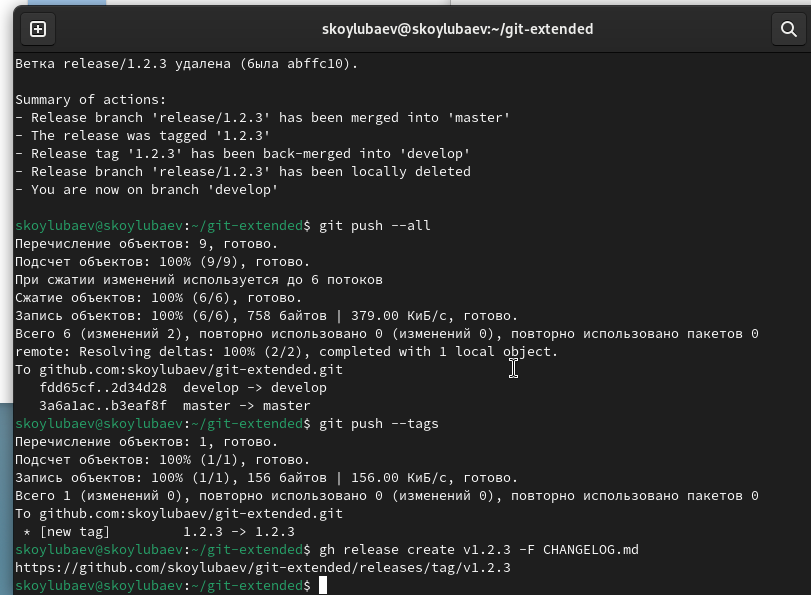 skoylubaev@skoylubaev:~/git-extended
Ветка release/1.2.3 удалена (была abffc10).
Summary of actions:
- Release branch 'release/1.2.3' has been merged into 'master'
- The release was tagged '1.2.3'
- Release tag '1.2.3' has been back-merged into 'develop'
- Release branch 'release/1.2.3' has been locally deleted
- You are now on branch 'develop'
skoylubaev@skoylubaev:~/git-extended$ git push --all
Перечисление объектов: 9, готово.
Подсчет объектов: 100% (9/9), готово.
При сжатии изменений используется до 6 потоков
Сжатие объектов: 100% (6/6), готово.
Запись объектов: 100% (6/6), 758 байтов | 379.00 КиБ/с, готово.
Всего 6 (изменений 2), повторно использовано 0 (изменений 0), повторно использовано пакетов 0
remote: Resolving deltas: 100% (2/2), completed with 1 local object.
To github.com:skoylubaev/git-extended.git
   fdd65cf..2d34d28  develop -> develop
   3a6a1ac..b3eaf8f  master -> master
skoylubaev@skoylubaev:~/git-extended$ git push --tags
Перечисление объектов: 1, готово.
Подсчет объектов: 100% (1/1), готово.
Запись объектов: 100% (1/1), 156 байтов | 156.00 КиБ/с, готово.
Всего 1 (изменений 0), повторно использовано 0 (изменений 0), повторно использовано пакетов 0
To github.com:skoylubaev/git-extended.git
 * [new tag]         1.2.3 -> 1.2.3
skoylubaev@skoylubaev:~/git-extended$ gh release create v1.2.3 -F CHANGELOG.md
https://github.com/skoylubaev/git-extended/releases/tag/v1.2.3
skoylubaev@skoylubaev:~/git-extended$